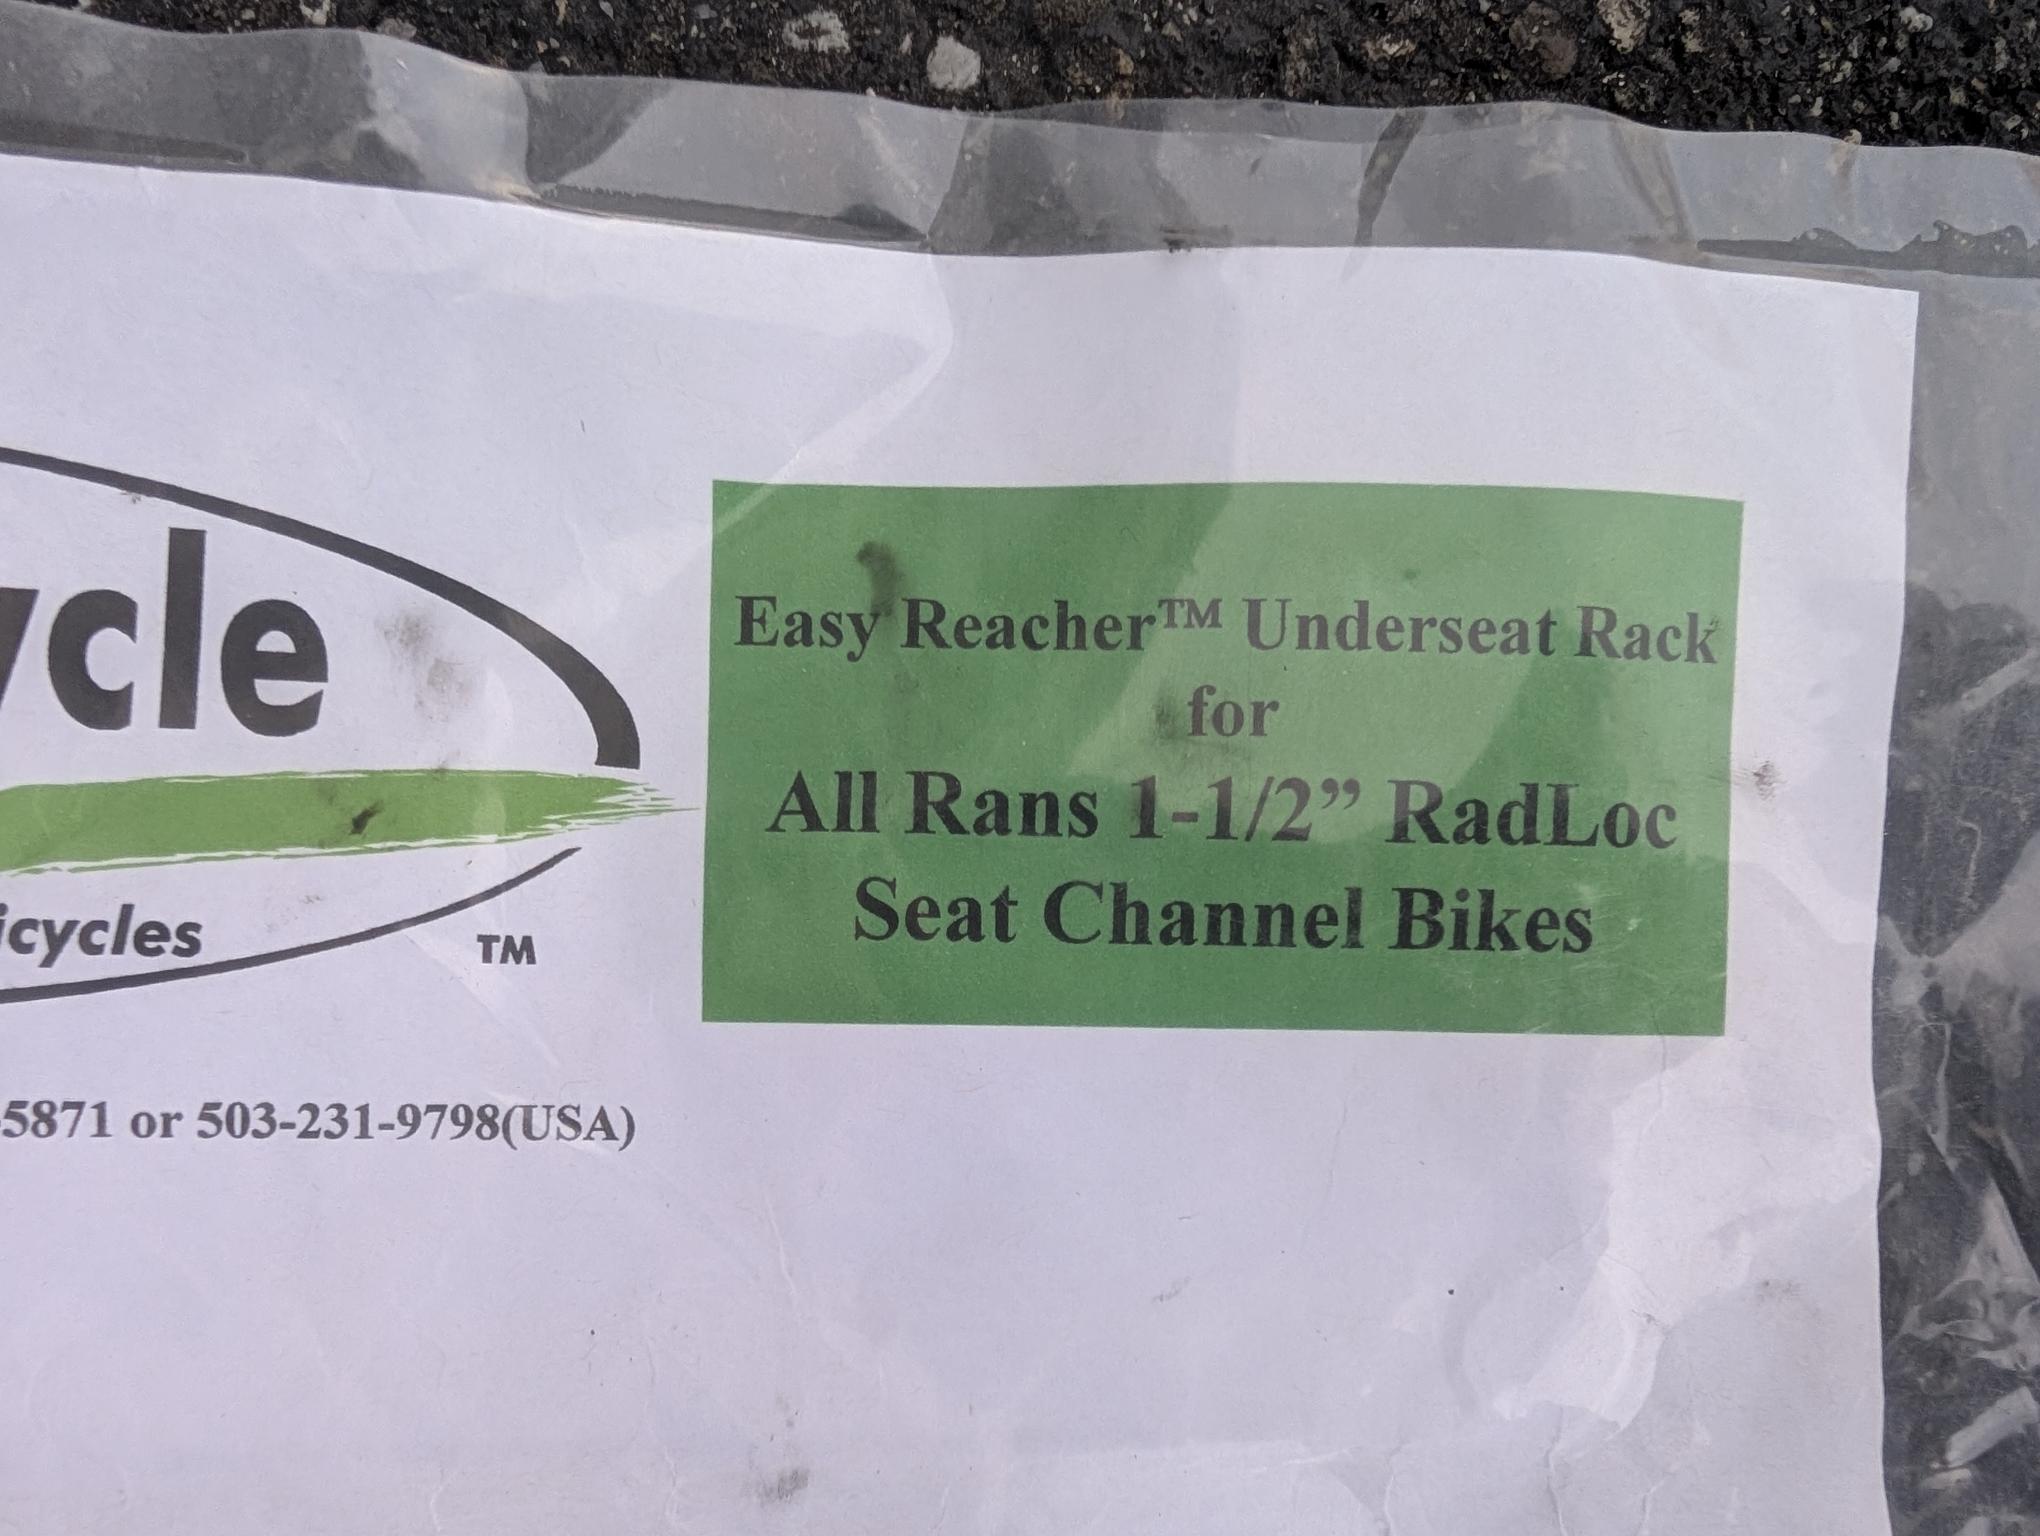 ycle
icycles
TM
-5871 or 503-231-9798(USA)
Easy Reacher™ Underseat Rack
for
All Rans 1-1/2” RadLoc
Seat Channel Bikes